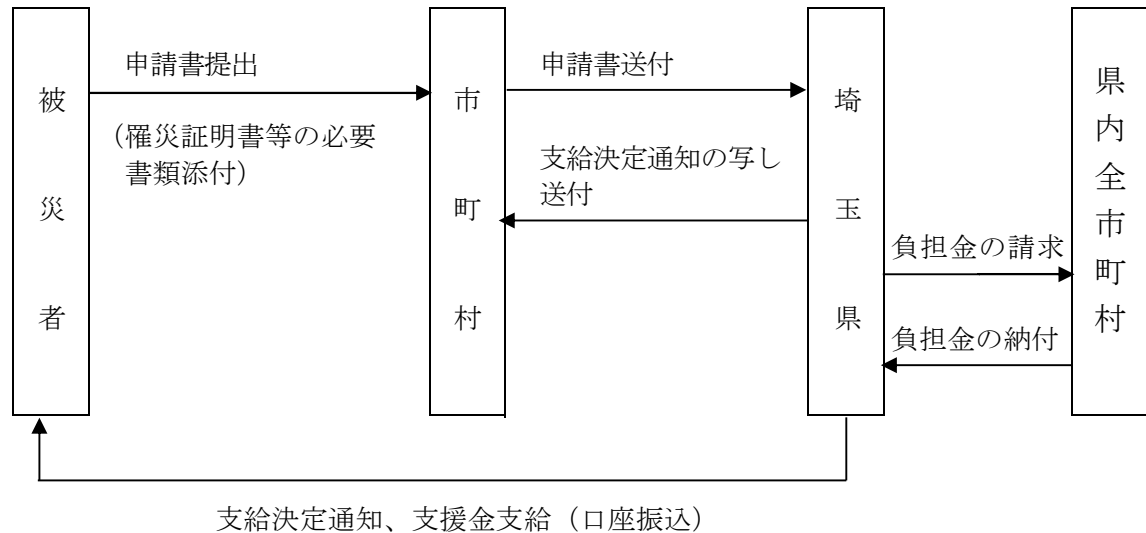 被災者
申請書提出
(罹災証明書等の必要
書類添付)
市町村
申請書送付
支給決定通知の写し
送付
埼玉県
負担金の請求
負担金の納付
県内全市町村
支給決定通知、支援金支給（口座振込）